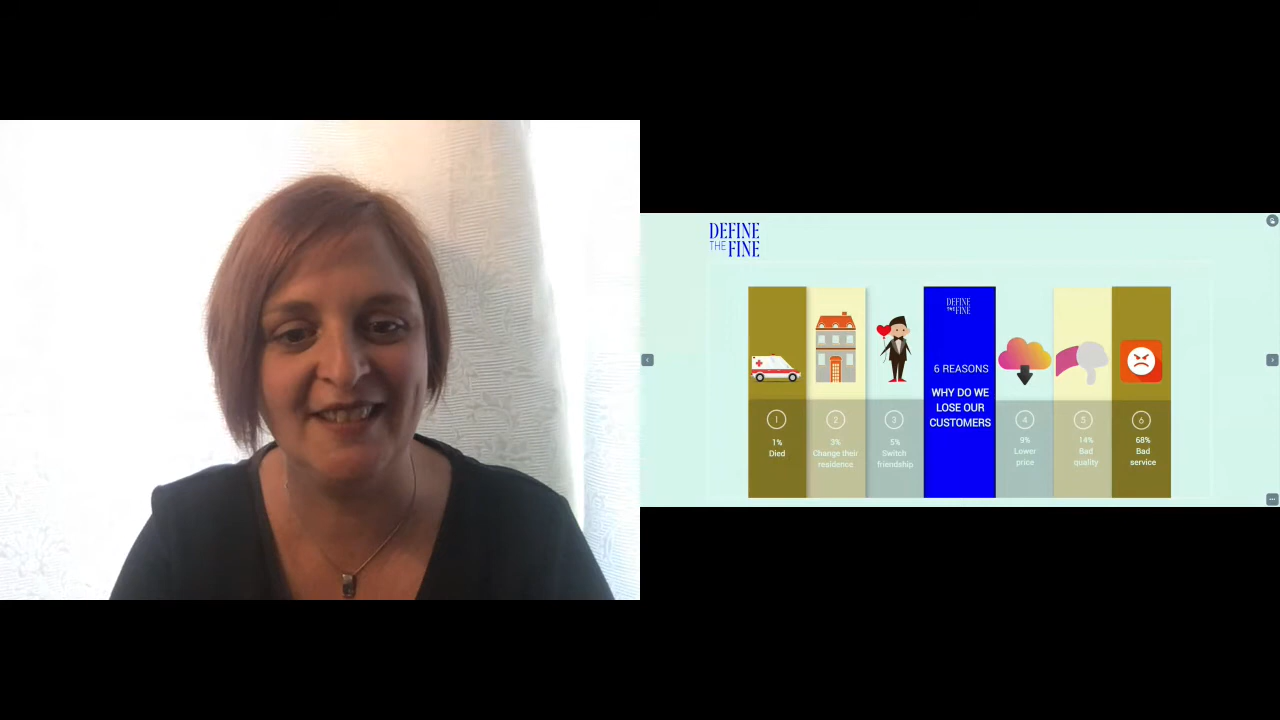 DEFINE
THE FINE
DEFINE
THE FINE
6 REASONS
WHY DO WE
LOSE OUR
CUSTOMERS
1
1%
Died
2
3%
Change their
residence
3
5%
Switch
friendship
4
9%
Lower
price
5
14%
Bad
quality
6
68%
Bad
service